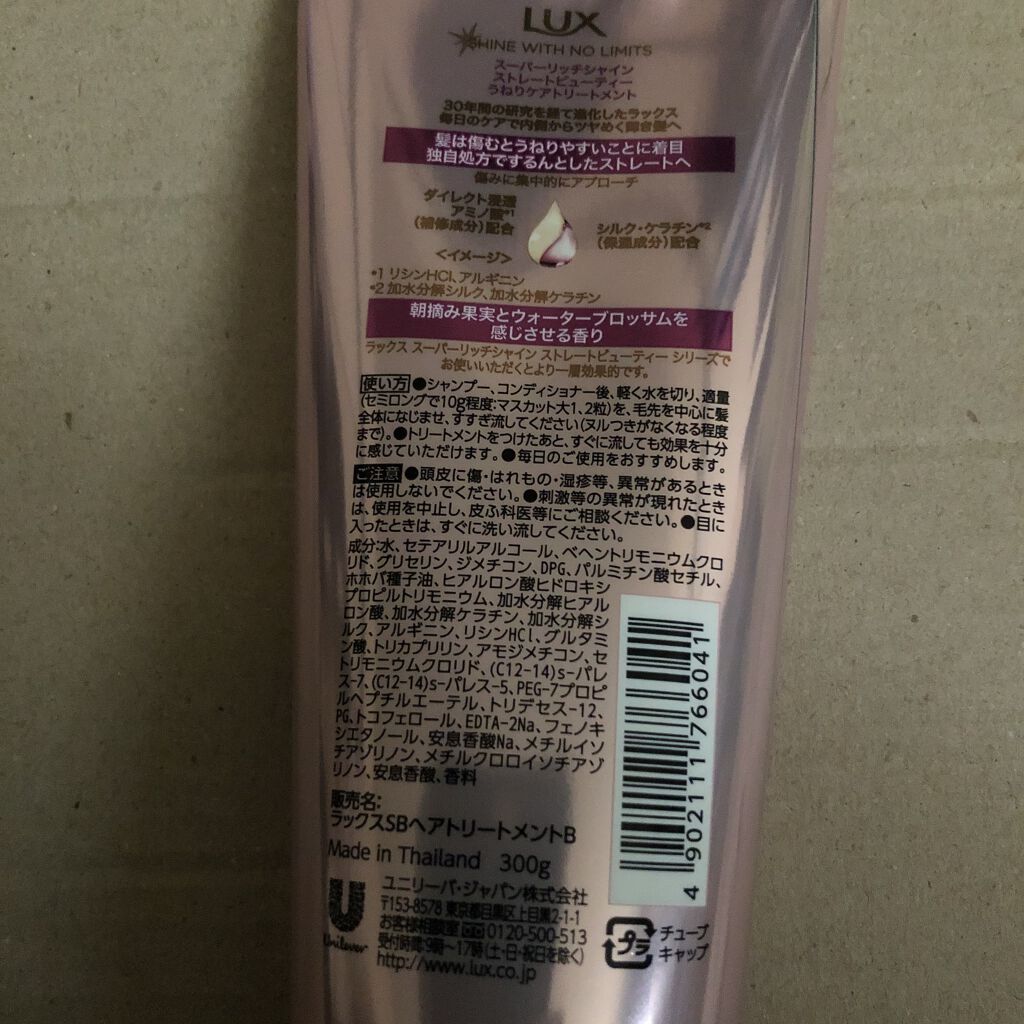 LUX
SHINE WITH NO LIMITS
スーパーリッチシャイン
ストレートビューティー
うねりケアトリートメント
30年間の研究を経て進化したラックス
毎日のケアで内側からツヤめく輝き髪へ
髪は傷むとうねりやすいことに着目
独自処方でするんとしたストレートへ
傷みに集中的にアプローチ
ダイレクト浸透
アミノ酸*1
(補修成分)配合
シルク・ケラチン*2
(保湿成分)配合
<イメージ>
*1 リシンHCl、アルギニン
*2 加水分解シルク、加水分解ケラチン
朝摘み果実とウォーターブロッサムを
感じさせる香り
ラックス スーパーリッチシャイン ストレートビューティー シリーズで
お使いいただくとより一層効果的です。
使い方 ●シャンプー、コンディショナー後、軽く水を切り、適量
(セミロングで10g程度:マスカット大1、2粒)を、毛先を中心に髪
全体になじませ、すすぎ流してください(ヌルつきがなくなる程度
まで)。●トリートメントをつけたあと、すぐに流しても効果を十分
に感じていただけます。●毎日のご使用をおすすめします。
ご注意 ●頭皮に傷・はれもの・湿疹等、異常があるときは
は使用しないでください。●刺激等の異常が現れたとき
は、使用を中止し、皮ふ科医等にご相談ください。●目に
入ったときは、すぐに洗い流してください。
成分:水、セテアリルアルコール、ベヘントリモニウムクロ
リド、グリセリン、ジメチコン、DPG、パルミチン酸セチル、
ホホバ種子油、ヒアルロン酸ヒドロキシ
プロピルトリモニウム、加水分解ヒアル
ロン酸、加水分解ケラチン、加水分解シ
ルク、アルギニン、リシンHCl、グルタミ
ン酸、トリカプリリン、アモジメチコン、セ
トリモニウムクロリド、(C12-14)s-パレ
ス-7、(C12-14)s-パレス-5、PEG-7プロピ
ルヘプチルエーテル、トリデセス-12、
PG、トコフェロール、EDTA-2Na、フェノキ
シエタノール、安息香酸Na、メチルイソ
チアゾリノン、メチルクロロイソチアゾ
リノン、安息香酸、香料
4902111766041
販売名:
ラックスSBヘアトリートメントB
Made in Thailand 300g
Unilever
ユニリーバ・ジャパン株式会社
〒153-8578 東京都目黒区上目黒2-1-1
お客様相談室 0120-500-513
受付時間:9時〜17時(土・日・祝日を除く)
http://www.lux.co.jp
プラ
チューブ
キャップ